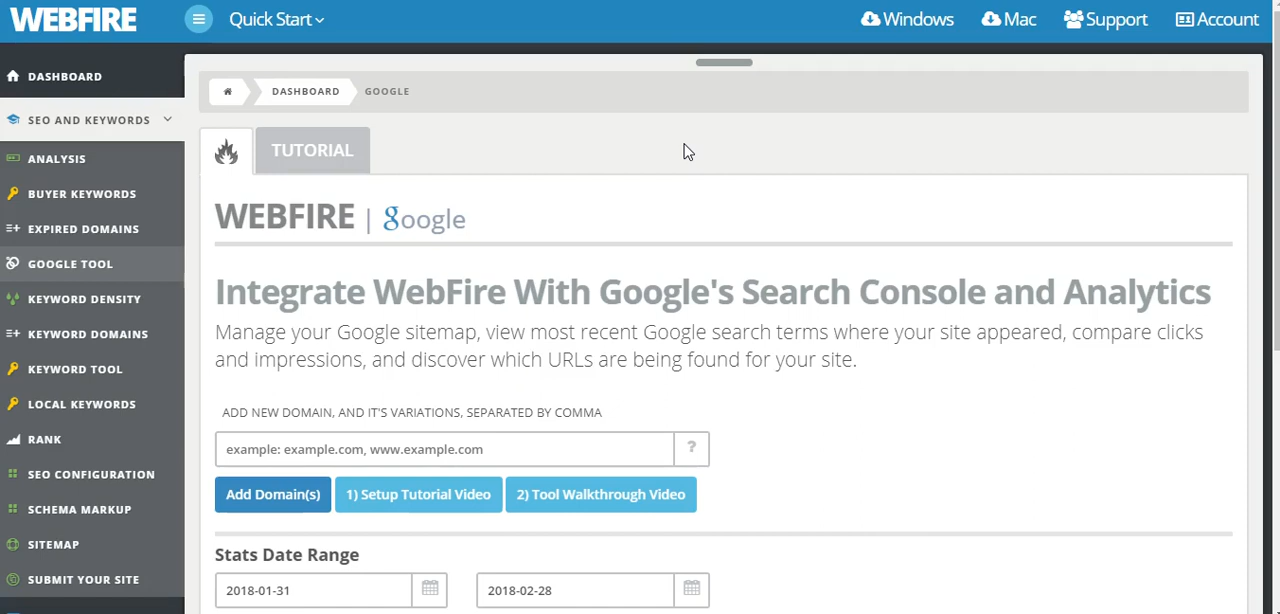 WEBFIRE
Quick Start
Windows
Mac
Support
Account
DASHBOARD
SEO AND KEYWORDS
ANALYSIS
BUYER KEYWORDS
EXPIRED DOMAINS
GOOGLE TOOL
KEYWORD DENSITY
KEYWORD DOMAINS
KEYWORD TOOL
LOCAL KEYWORDS
RANK
SEO CONFIGURATION
SCHEMA MARKUP
SITEMAP
SUBMIT YOUR SITE
DASHBOARD
GOOGLE
TUTORIAL
WEBFIRE | google
Integrate WebFire With Google's Search Console and Analytics
Manage your Google sitemap, view most recent Google search terms where your site appeared, compare clicks
and impressions, and discover which URLs are being found for your site.
ADD NEW DOMAIN, AND IT'S VARIATIONS, SEPARATED BY COMMA
example: example.com, www.example.com
?
Add Domain(s)
1) Setup Tutorial Video
2) Tool Walkthrough Video
Stats Date Range
2018-01-31
2018-02-28